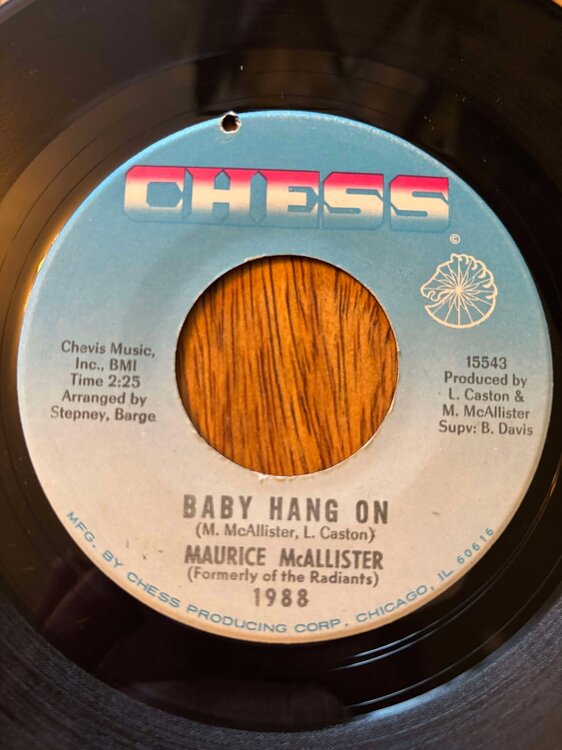 CHESS
©
Chevis Music,
Inc., BMI
Time 2:25
Arranged by
Stepney, Barge
15543
Produced by
L. Caston &
M. McAllister
Supv: B. Davis
BABY HANG ON
(M. McAllister, L. Caston)
MAURICE McALLISTER
(Formerly of the Radiants)
1988
MFG. BY CHESS PRODUCING CORP. CHICAGO, IL 60616